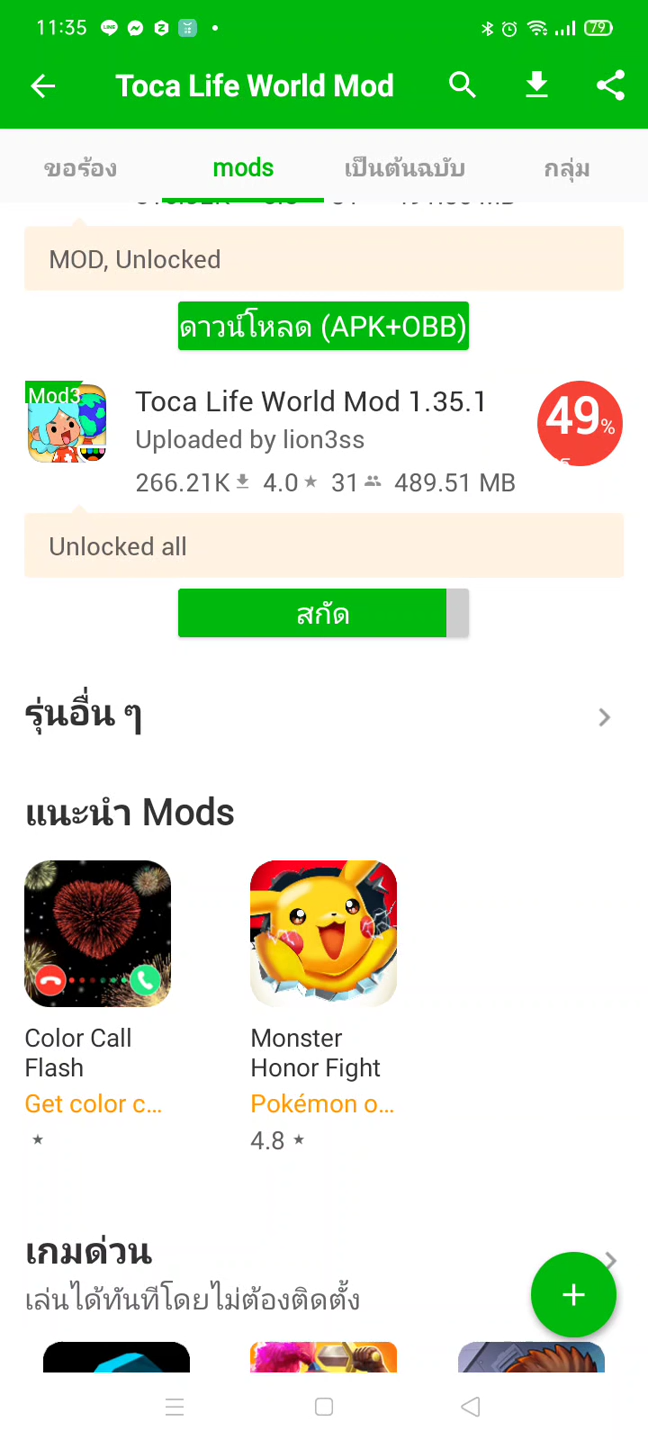 11:35
79
Toca Life World Mod
ขอร้อง
mods
เป็นต้นฉบับ
กลุ่ม
MOD, Unlocked
ดาวน์โหลด (APK+OBB)
Mod3
Toca Life World Mod 1.35.1
49%
Uploaded by lion3ss
266.21K 4.0 ★ 31 489.51 MB
Unlocked all
สกัด
รุ่นอื่น ๆ
แนะนำ Mods
Color Call
Flash
Get color c...
★
Monster
Honor Fight
Pokémon o...
4.8 ★
เกมด่วน
เล่นได้ทันทีโดยไม่ต้องติดตั้ง